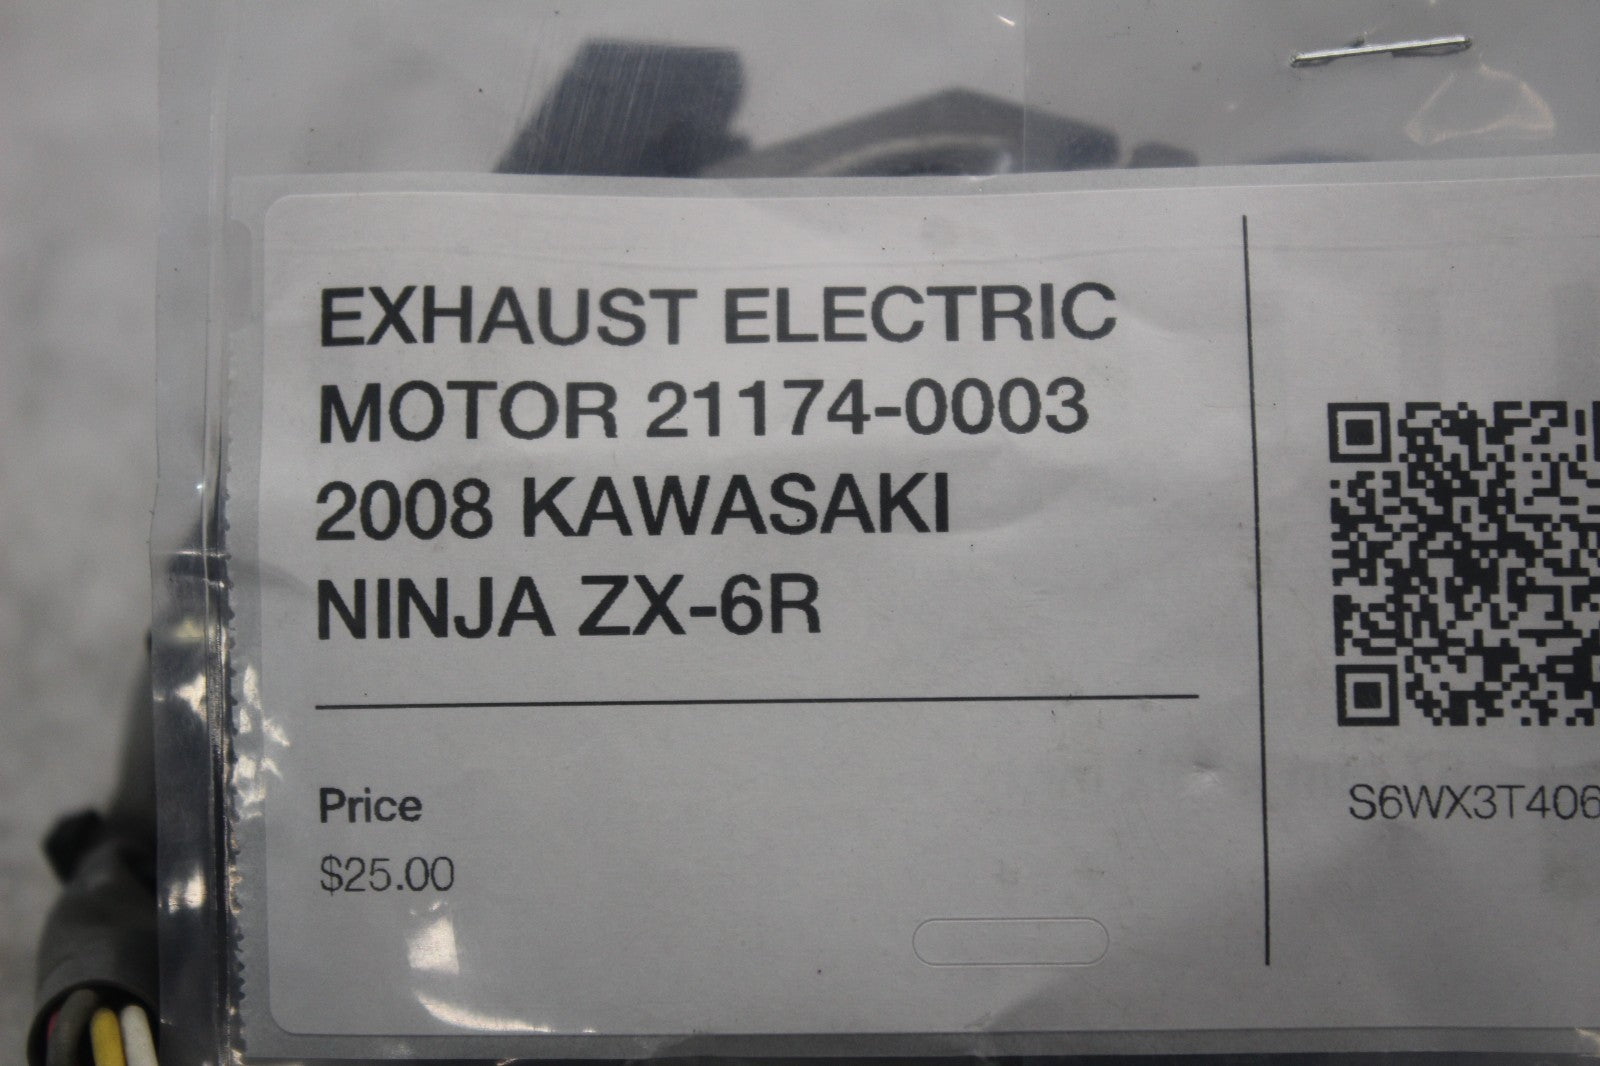 EXHAUST ELECTRIC
MOTOR 21174-0003
2008 KAWASAKI
NINJA ZX-6R
Price
$25.00
S6WX3T406